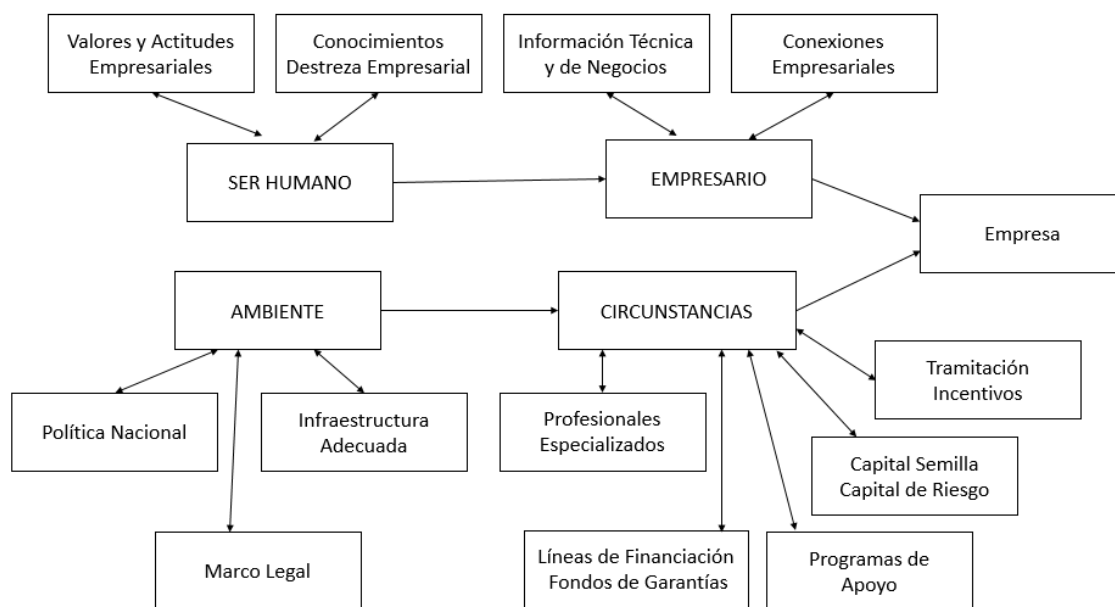 Valores y Actitudes
Empresariales
Conocimientos
Destreza Empresarial
Información Técnica
y de Negocios
Conexiones
Empresariales
SER HUMANO
EMPRESARIO
Empresa
AMBIENTE
CIRCUNSTANCIAS
Tramitación
Incentivos
Política Nacional
Infraestructura
Adecuada
Profesionales
Especializados
Capital Semilla
Capital de Riesgo
Marco Legal
Líneas de Financiación
Fondos de Garantías
Programas de
Apoyo